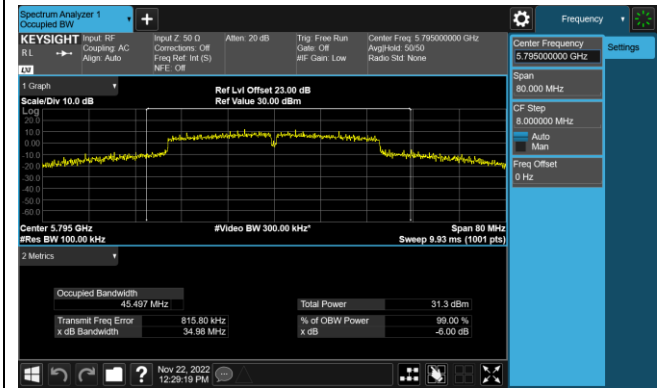 Spectrum Analyzer 1
Occupied BW
+
Frequency
KEYSIGHT
RL
LXI
Input: RF
Coupling: AC
Align: Auto
Input Z: 50 Ω
Corrections: Off
Freq Ref: Int (S)
NFE: Off
Atten: 20 dB
Trig: Free Run
Gate: Off
#IF Gain: Low
Center Freq: 5.795000000 GHz
Avg|Hold: 50/50
Radio Std: None
Center Frequency
5.795000000 GHz
Settings
Span
80.000 MHz
CF Step
8.000000 MHz
Auto
Man
Freq Offset
0 Hz
1 Graph
Scale/Div 10.0 dB
Ref Lvl Offset 23.00 dB
Ref Value 30.00 dBm
Log
20.0
10.0
0.00
-10.0
-20.0
-30.0
-40.0
-50.0
-60.0
Center 5.795 GHz
#Video BW 300.00 kHz*
Span 80 MHz
#Res BW 100.00 kHz
Sweep 9.93 ms (1001 pts)
2 Metrics
Occupied Bandwidth
45.497 MHz
Total Power 31.3 dBm
Transmit Freq Error 815.80 kHz
% of OBW Power 99.00 %
x dB Bandwidth 34.98 MHz
x dB -6.00 dB
?
Nov 22, 2022
12:29:19 PM